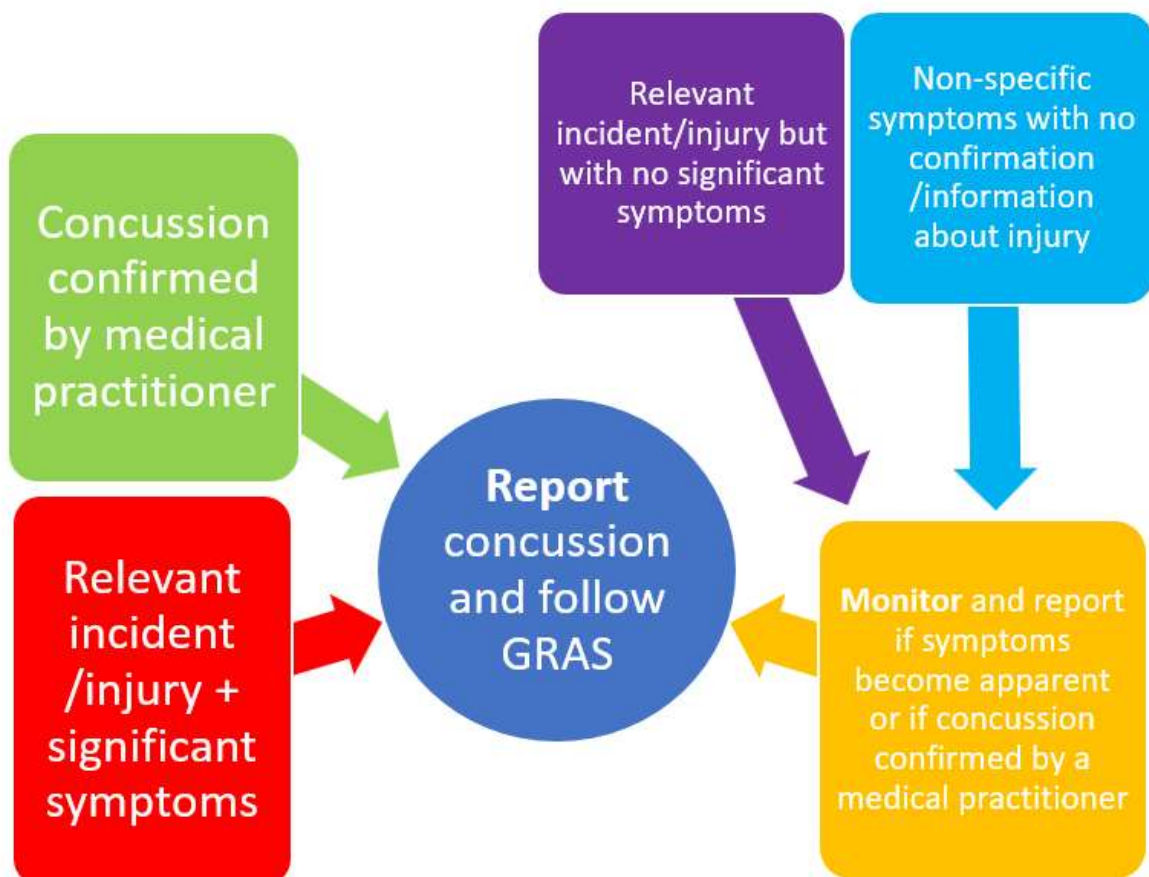 Concussion
confirmed
by medical
practitioner
Relevant
incident
/injury +
significant
symptoms
Report
concussion
and follow
GRAS
Relevant
incident/injury but
with no significant
symptoms
Non-specific
symptoms with no
confirmation
/information
about injury
Monitor and report
if symptoms
become apparent
or if concussion
confirmed by a
medical practitioner